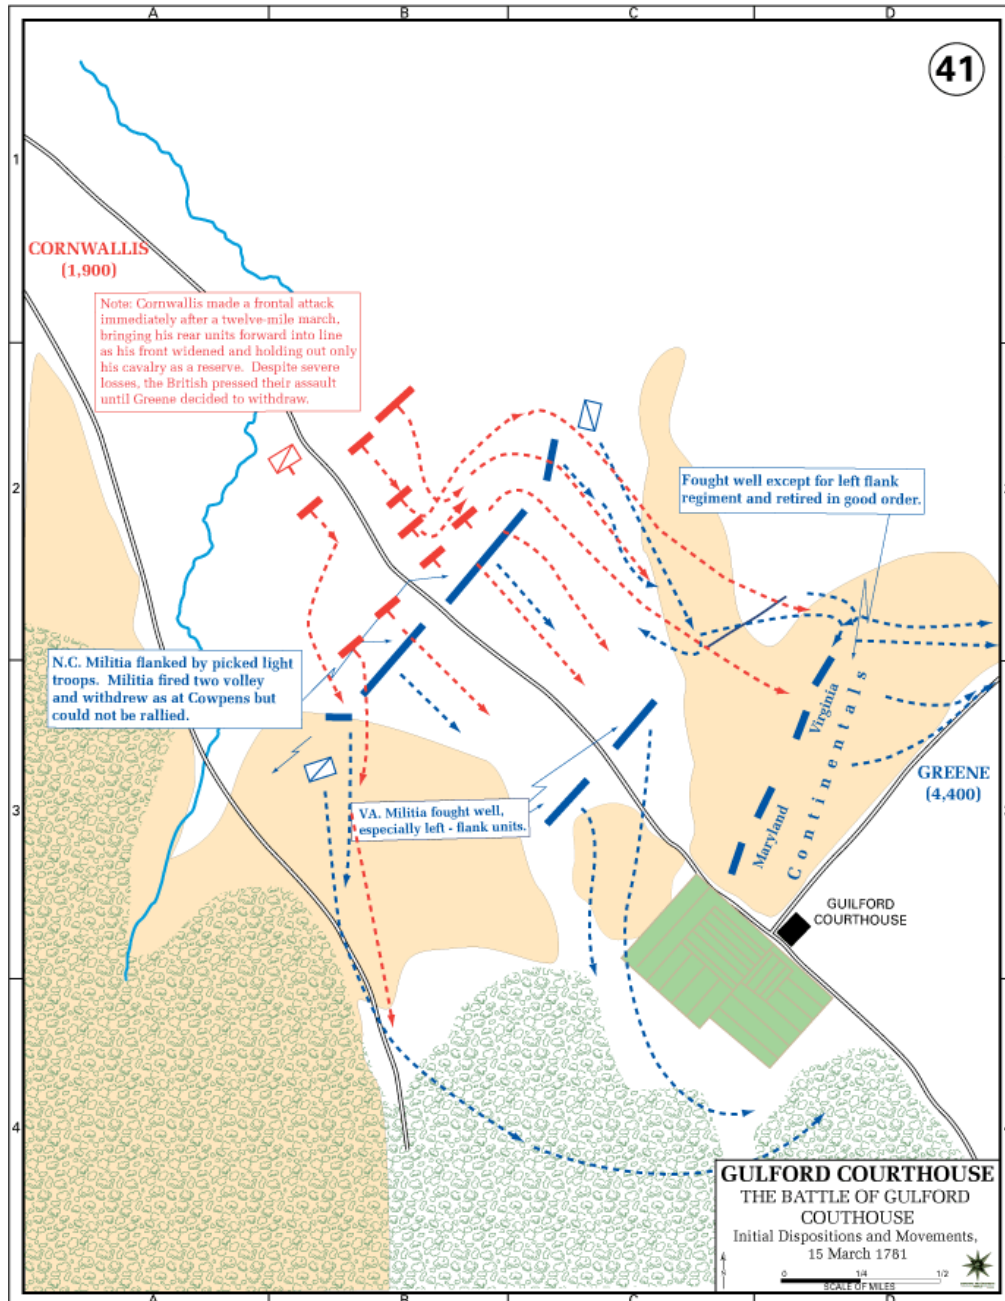 A B C D
41
1
CORNWALLIS
(1,900)
Note: Cornwallis made a frontal attack
immediately after a twelve-mile march,
bringing his rear units forward into line
as his front widened and holding out only
his cavalry as a reserve. Despite severe
losses, the British pressed their assault
until Greene decided to withdraw.
2
Fought well except for left flank
regiment and retired in good order.
N.C. Militia flanked by picked light
troops. Militia fired two volley
and withdrew as at Cowpens but
could not be rallied.
Virginia
Continentals
Maryland
GREENE
(4,400)
3
VA. Militia fought well,
especially left - flank units.
GUILFORD
COURTHOUSE
4
GULFORD COURTHOUSE
THE BATTLE OF GULFORD
COUTHOUSE
Initial Dispositions and Movements,
15 March 1781
0 1/4 1/2
SCALE OF MILES
A B C D